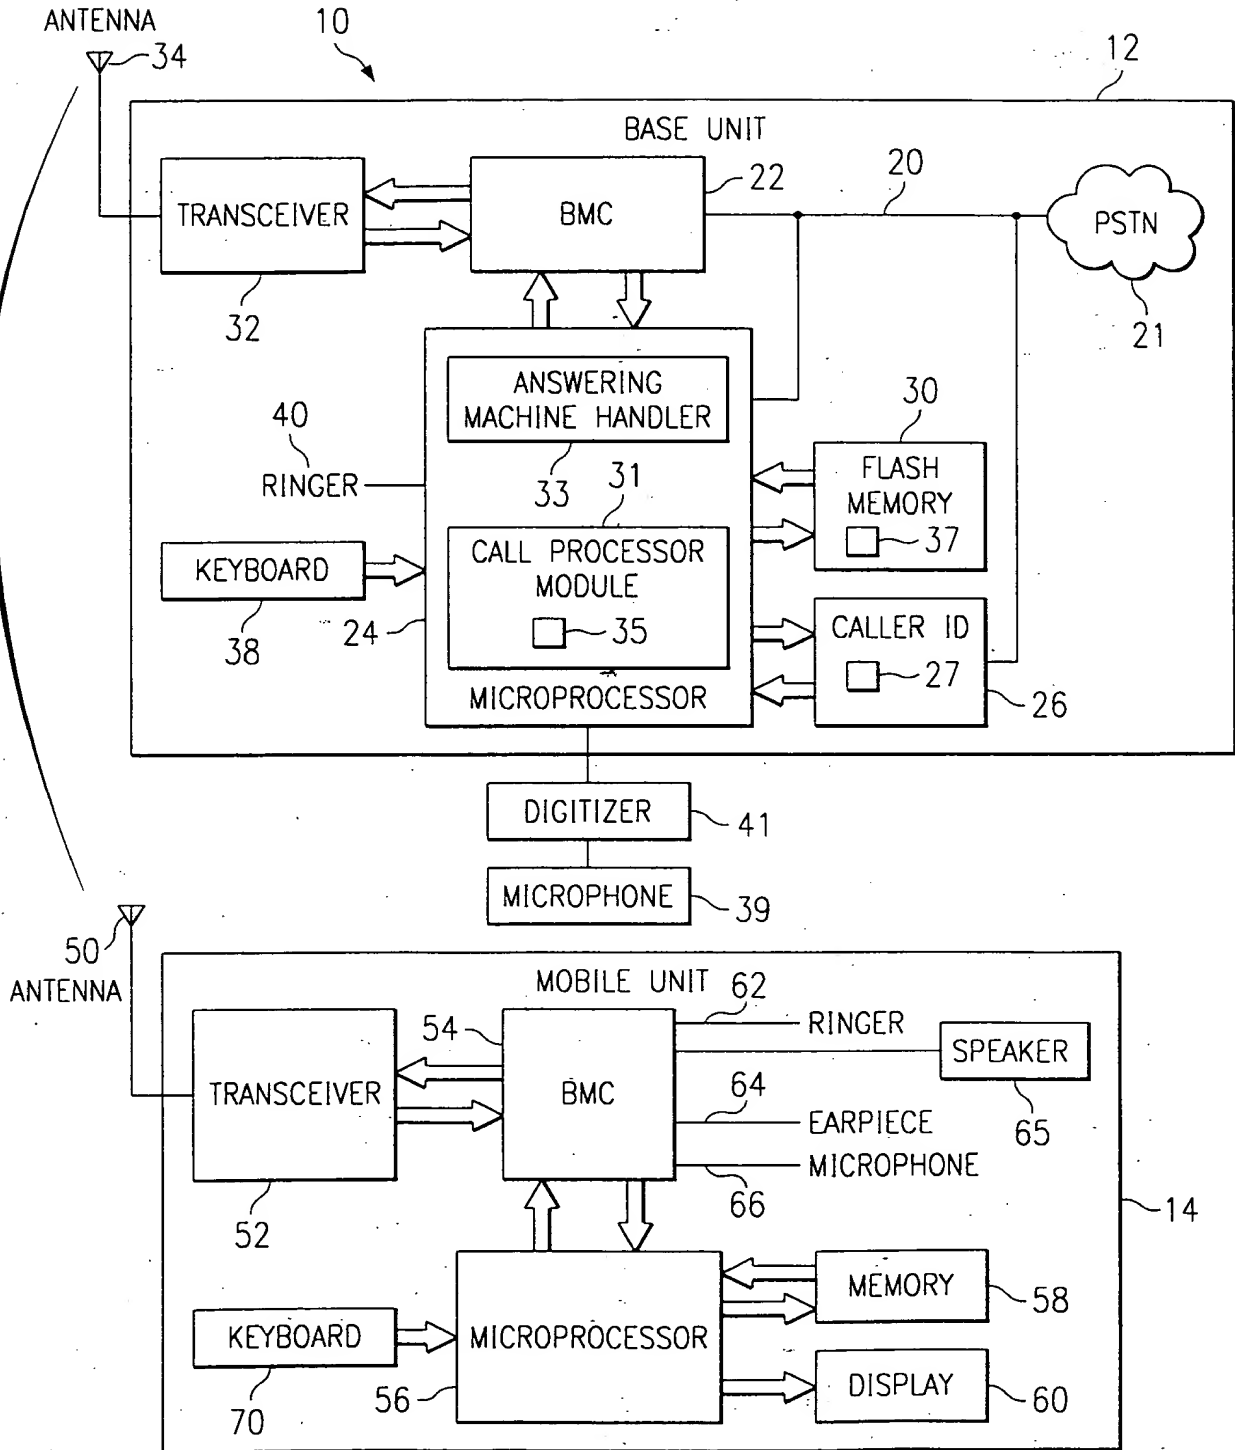 ANTENNA
34
10
12
BASE UNIT
TRANSCEIVER
32
BMC
22
20
PSTN
21
ANSWERING
MACHINE HANDLER
33
40
RINGER
30
FLASH
MEMORY
37
31
CALL PROCESSOR
MODULE
35
KEYBOARD
38
24
MICROPROCESSOR
CALLER ID
27
26
DIGITIZER
41
MICROPHONE
39
50
ANTENNA
MOBILE UNIT
54
62
RINGER
SPEAKER
65
TRANSCEIVER
52
BMC
64
EARPIECE
MICROPHONE
66
14
MEMORY
58
KEYBOARD
70
MICROPROCESSOR
56
DISPLAY
60